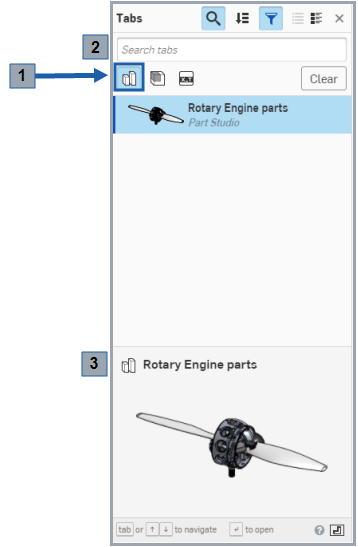 Tabs
2
Search tabs
1
Clear
Rotary Engine parts
Part Studio
3
Rotary Engine parts
tab or ↑ ↓ to navigate ↵ to open ?